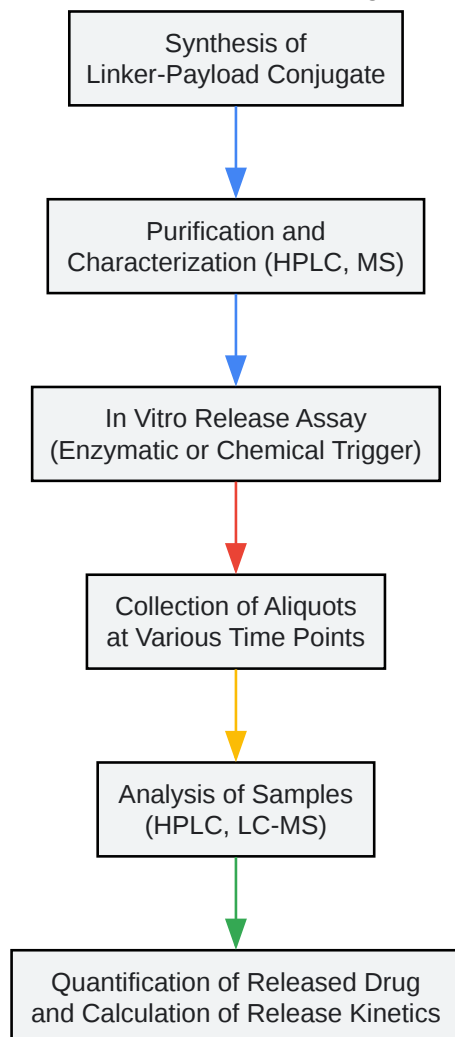 Synthesis of
Linker-Payload Conjugate
Purification and
Characterization (HPLC, MS)
In Vitro Release Assay
(Enzymatic or Chemical Trigger)
Collection of Aliquots
at Various Time Points
Analysis of Samples
(HPLC, LC-MS)
Quantification of Released Drug
and Calculation of Release Kinetics